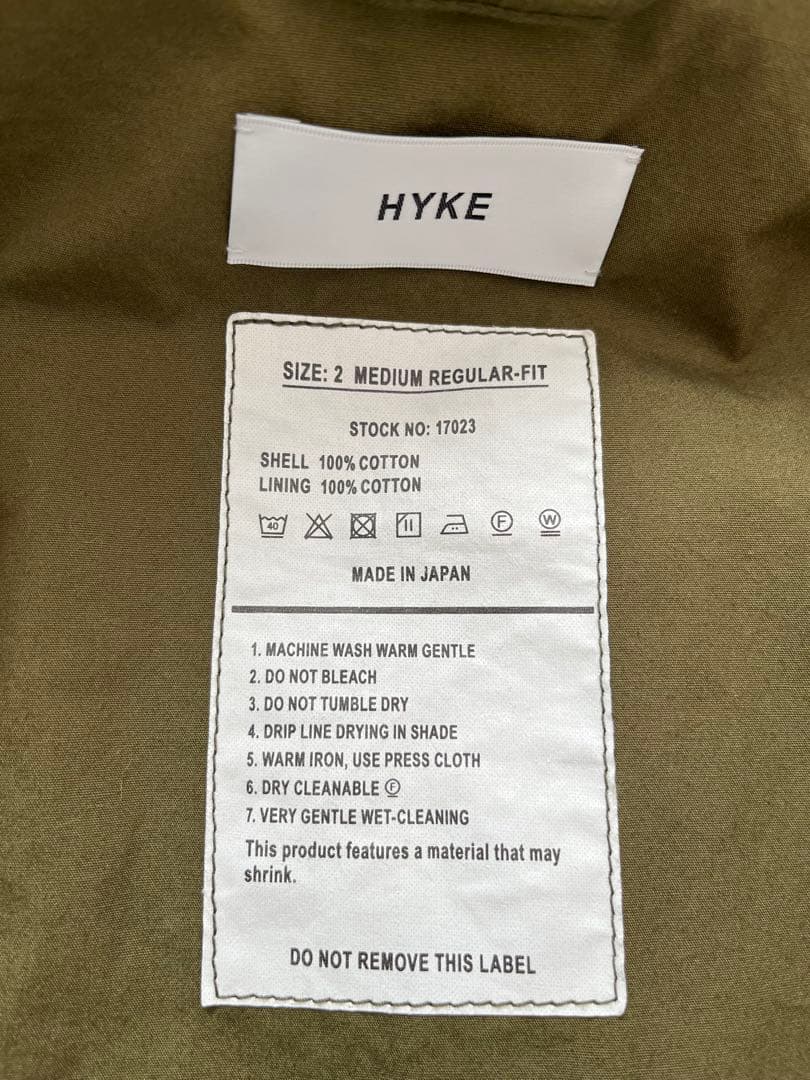 HYKE
SIZE: 2 MEDIUM REGULAR-FIT
STOCK NO: 17023
SHELL 100% COTTON
LINING 100% COTTON
40 F W
MADE IN JAPAN
1. MACHINE WASH WARM GENTLE
2. DO NOT BLEACH
3. DO NOT TUMBLE DRY
4. DRIP LINE DRYING IN SHADE
5. WARM IRON, USE PRESS CLOTH
6. DRY CLEANABLE Ⓕ
7. VERY GENTLE WET-CLEANING
This product features a material that may
shrink.
DO NOT REMOVE THIS LABEL